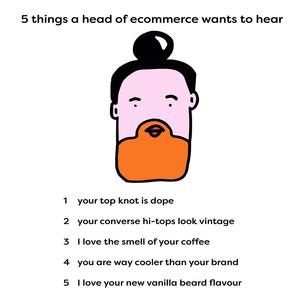 5 things a head of ecommerce wants to hear
1 your top knot is dope
2 your converse hi-tops look vintage
3 I love the smell of your coffee
4 you are way cooler than your brand
5 I love your new vanilla beard flavour